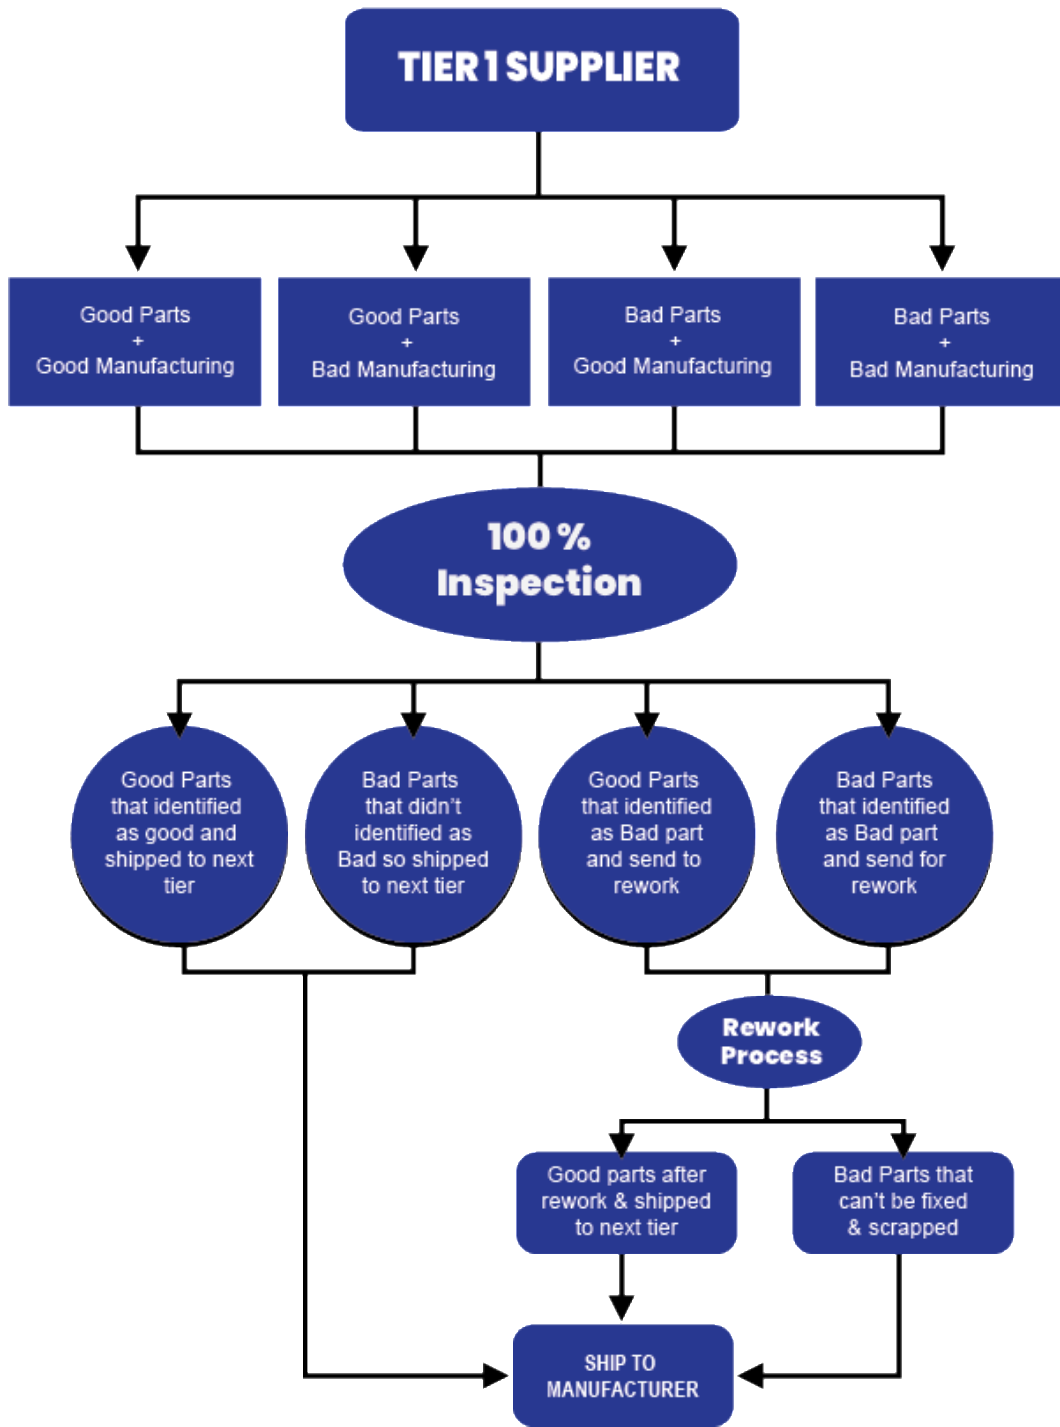 TIER 1 SUPPLIER
Good Parts
+
Good Manufacturing
Good Parts
+
Bad Manufacturing
Bad Parts
+
Good Manufacturing
Bad Parts
+
Bad Manufacturing
100 %
Inspection
Good Parts
that identified
as good and
shipped to next
tier
Bad Parts
that didn't
identified as
Bad so shipped
to next tier
Good Parts
that identified
as Bad part
and send to
rework
Bad Parts
that identified
as Bad part
and send for
rework
Rework
Process
Good parts after
rework & shipped
to next tier
Bad Parts that
can't be fixed
& scrapped
SHIP TO
MANUFACTURER